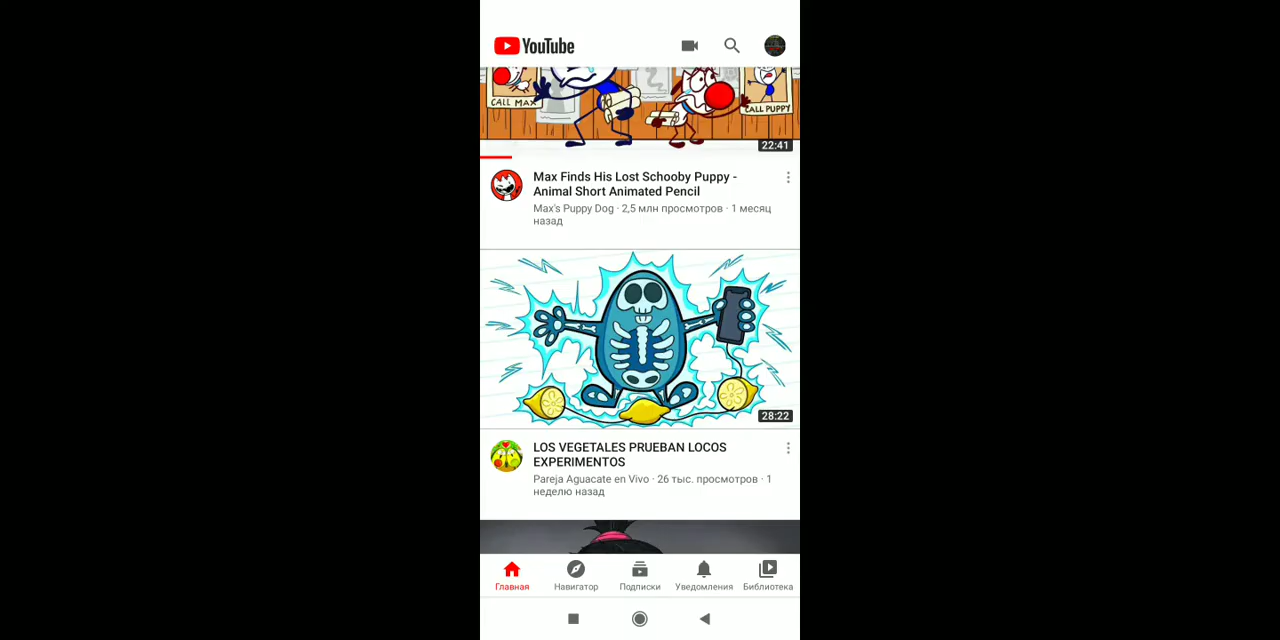 YouTube
CALL MAX
CALL PUPPY
22:41
Max Finds His Lost Schooby Puppy -
Animal Short Animated Pencil
Max's Puppy Dog · 2,5 млн просмотров · 1 месяц
назад
28:22
LOS VEGETALES PRUEBAN LOCOS
EXPERIMENTOS
Pareja Aguacate en Vivo · 26 тыс. просмотров · 1
неделю назад
Главная
Навигатор
Подписки
Уведомления
Библиотека